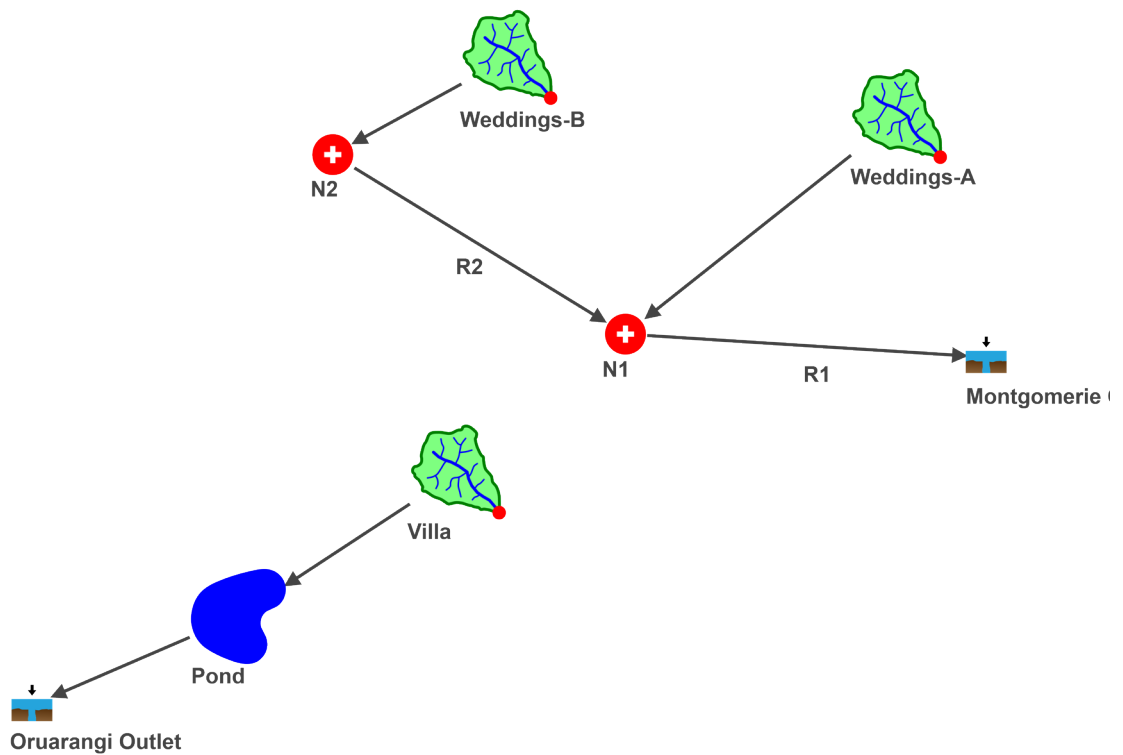 Weddings-B
Weddings-A
N2
R2
N1
R1
Montgomerie
Villa
Pond
Oruarangi Outlet